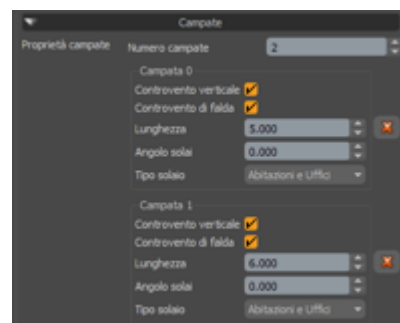 Campate
Proprietà campate Numero campate 2
Campata 0
Controvento verticale
Controvento di falda
Lunghezza 5.000
Angolo solai 0.000
Tipo solaio Abitazioni e Uffici
Campata 1
Controvento verticale
Controvento di falda
Lunghezza 6.000
Angolo solai 0.000
Tipo solaio Abitazioni e Uffici